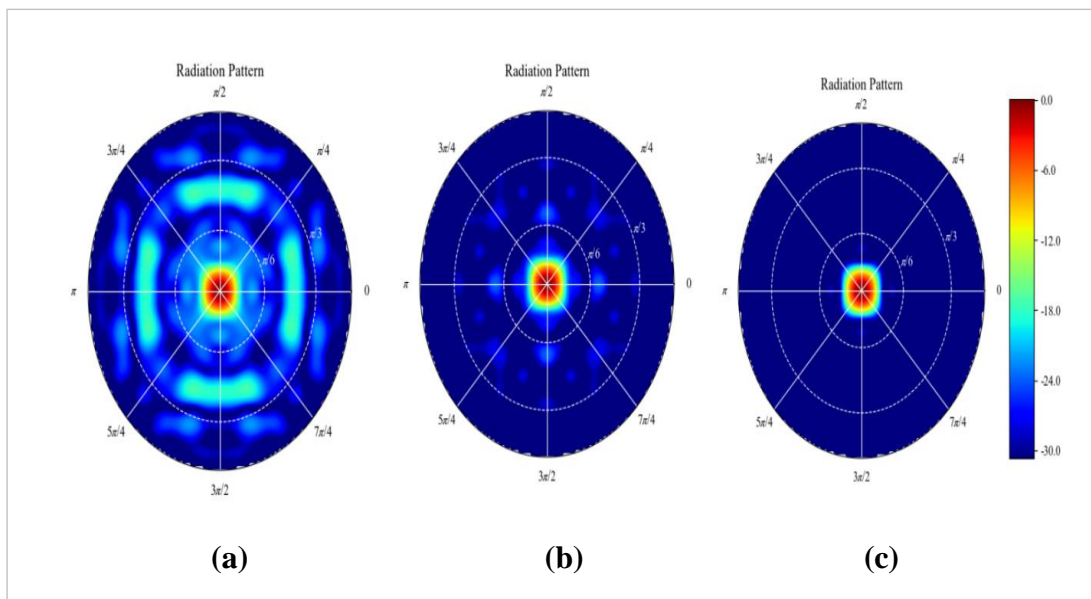 Radiation Pattern
π/2
3π/4
π/4
π/3
π/6
π
0
5π/4
7π/4
3π/2
(a)
Radiation Pattern
π/2
3π/4
π/4
π/3
π/6
π
0
5π/4
7π/4
3π/2
(b)
Radiation Pattern
π/2
3π/4
π/4
π/3
π/6
π
0
5π/4
7π/4
3π/2
(c)
0.0
-6.0
-12.0
-18.0
-24.0
-30.0